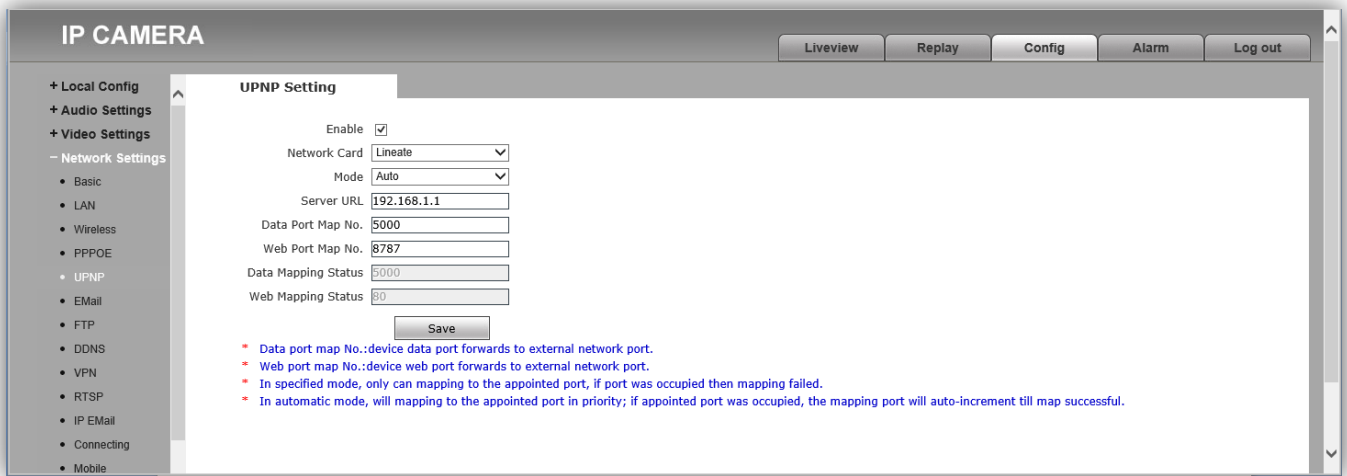 IP CAMERA
Liveview Replay Config Alarm Log out
+ Local Config
+ Audio Settings
+ Video Settings
− Network Settings
• Basic
• LAN
• Wireless
• PPPOE
• UPNP
• EMail
• FTP
• DDNS
• VPN
• RTSP
• IP EMail
• Connecting
• Mobile
UPNP Setting
Enable
Network Card Lineate
Mode Auto
Server URL 192.168.1.1
Data Port Map No. 5000
Web Port Map No. 8787
Data Mapping Status 5000
Web Mapping Status 80
Save
* Data port map No.:device data port forwards to external network port.
* Web port map No.:device web port forwards to external network port.
* In specified mode, only can mapping to the appointed port, if port was occupied then mapping failed.
* In automatic mode, will mapping to the appointed port in priority; if appointed port was occupied, the mapping port will auto-increment till map successful.